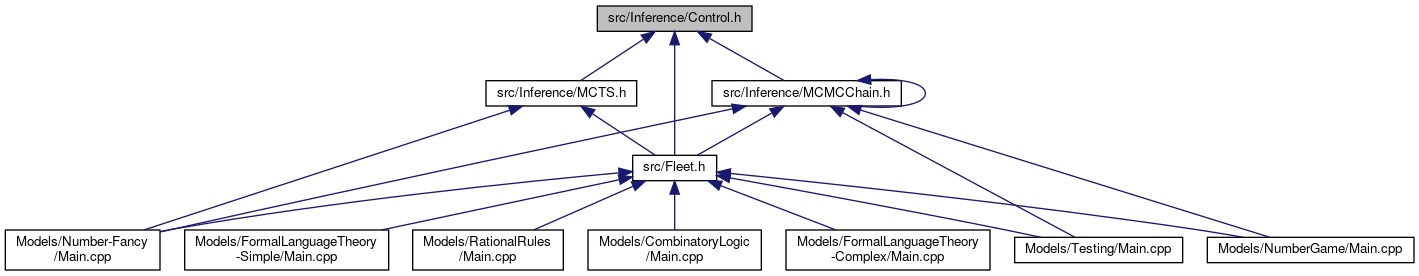 src/Inference/Control.h
src/Inference/MCTS.h
src/Inference/MCMCChain.h
src/Fleet.h
Models/Number-Fancy
/Main.cpp
Models/FormalLanguageTheory
-Simple/Main.cpp
Models/RationalRules
/Main.cpp
Models/CombinatoryLogic
/Main.cpp
Models/FormalLanguageTheory
-Complex/Main.cpp
Models/Testing/Main.cpp
Models/NumberGame/Main.cpp